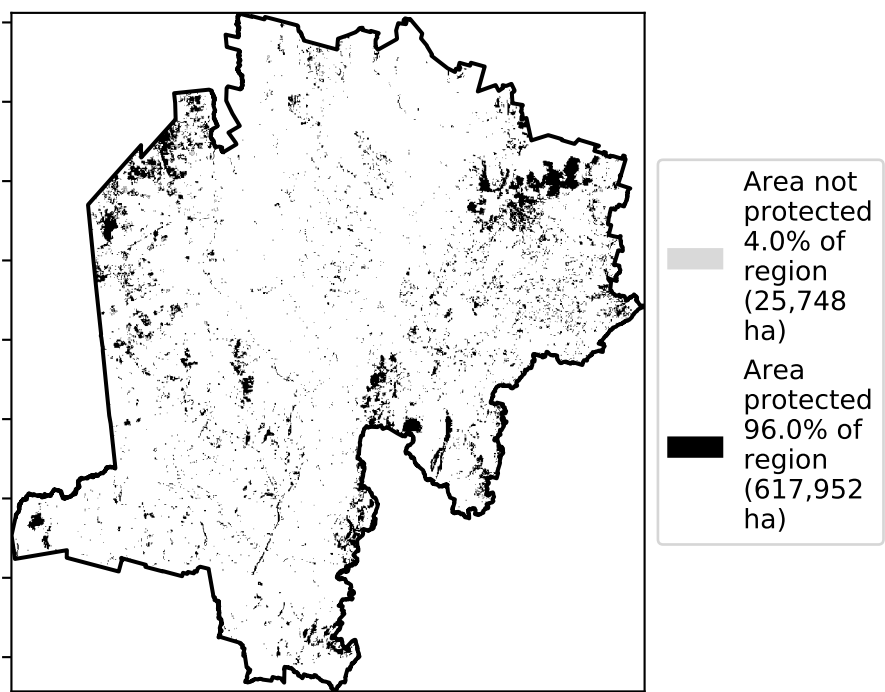 Area not
protected
4.0% of
region
(25,748
ha)
Area
protected
96.0% of
region
(617,952
ha)